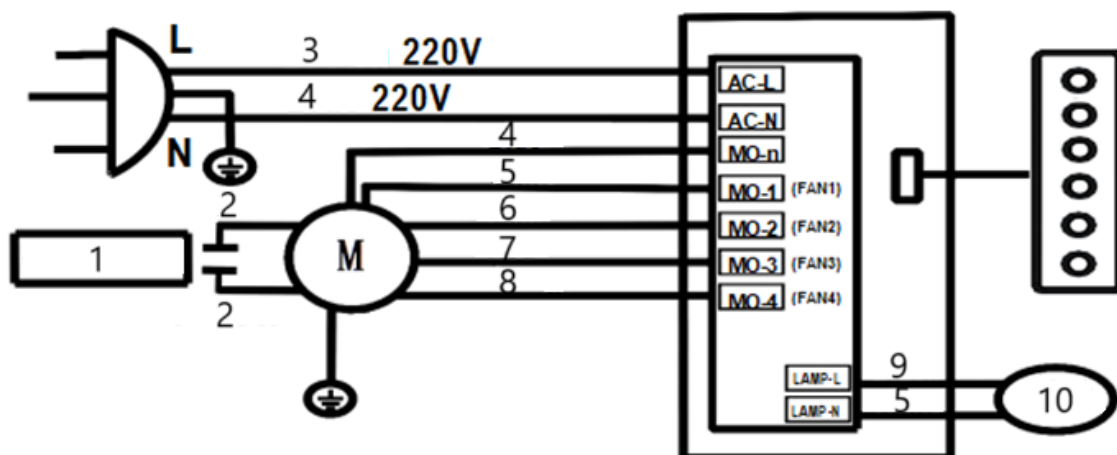 L
3 220V
AC-L
4 220V
AC-N
N
4
MO-n
5
MO-1 (FAN1)
2
6
MO-2 (FAN2)
1
M
7
MO-3 (FAN3)
8
MO-4 (FAN4)
2
LAMP-L
9
LAMP-N
5
10